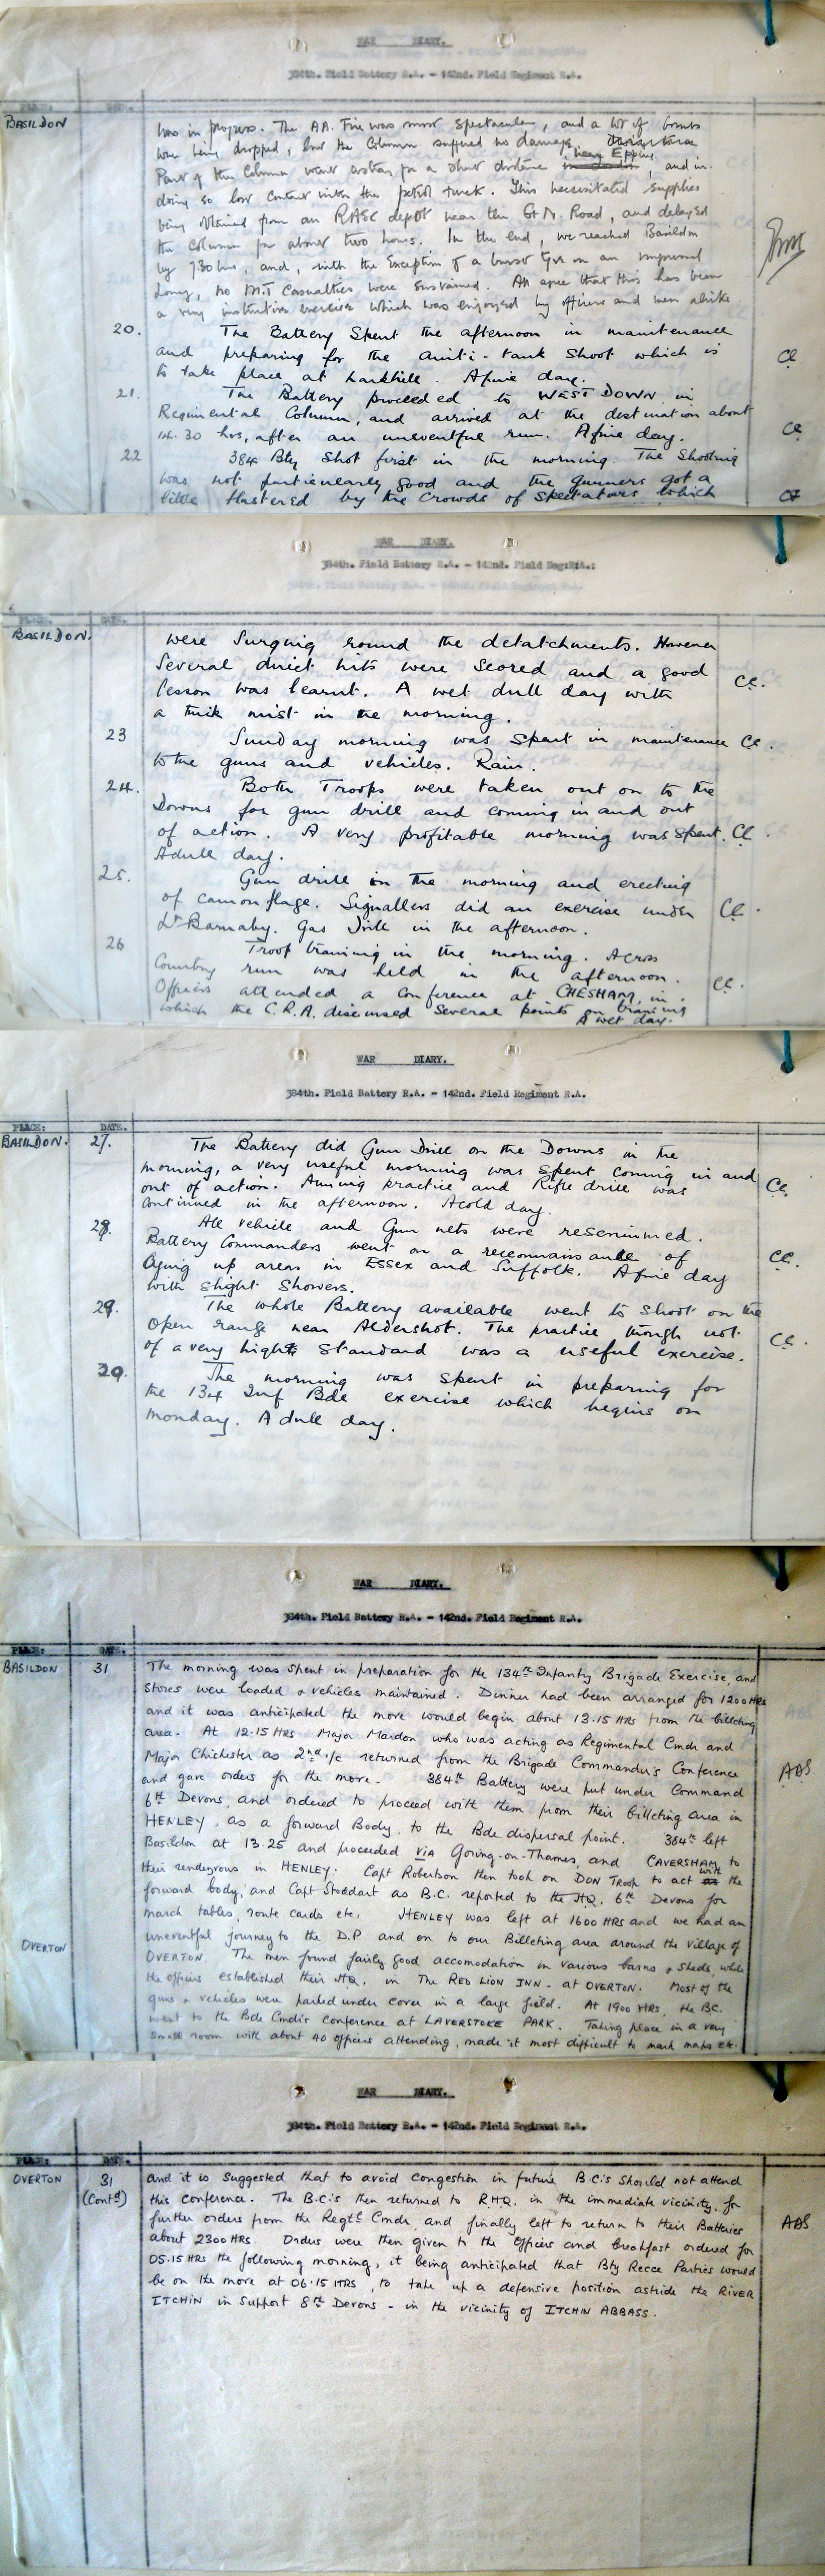 WAR DIARY.
384th. Field Battery R.A. - 142nd. Field Regiment R.A.
BASILDON
was in progress. The AA. Fire was most spectacular, and a lot of bombs
were being dropped, but the Column suffered no damage
Part of the Column went astray for a short distance near Epping, and in
doing so lost contact with the petrol truck. This necessitated supplies
being obtained from an RASC depot near the Gt N. Road, and delayed
the Column for about two hours. In the end, we reached Basildon
by 730 hrs, and, with the Exception of a burst Tyre on an impressed
Lorry, no M.T. Casualties were sustained. All agree that this has been
a very instructive exercise which was enjoyed by officers and men alike
20. The Battery Spent the afternoon in maintenance
and preparing for the Anti-tank Shoot which is
to take place at Larkhill. A fine day. Cl
21. The Battery proceeded to WEST DOWN in
Regimental Column, and arrived at the destination about
14.30 hrs, after an uneventful run. A fine day. Cl
22 384 Bty Shot first in the morning. The Shooting
was not particularly good and the gunners got a
little flustered by the Crowds of Spectators which Cl
WAR DIARY.
384th. Field Battery R.A. - 142nd. Field Reg:R.A.:
PLACE: DATE.
BASILDON.
were Surging round the detatchments. However
Several direct hits were scored and a good
lesson was learnt. A wet dull day with Cl.
a thick mist in the morning.
23 Sunday morning was spent in maintenance Cl.
to the guns and vehicles. Rain.
24. Both Troops were taken out on to the
Downs for gun drill and coming in and out
of action. A very profitable morning was spent. Cl.
A dull day.
25. Gun drill in the morning and erecting
of camouflage. Signallers did an exercise under Cl.
Lt Barnaby. Gas Drill in the afternoon.
26 Troop training in the morning. A cross
Country run was held in the afternoon.
Officers attended a conference at CHESHAM, in Cl.
which the C.R.A. discussed several points on training
A wet day.
WAR DIARY.
384th. Field Battery R.A. - 142nd. Field Regiment R.A.
PLACE: DATE.
BASILDON. 27. The Battery did Gun Drill on the Downs in the
morning, a very useful morning was spent coming in and
out of action. Aiming practice and Rifle drill was Cl.
continued in the afternoon. A cold day.
28. All vehicle and Gun nets were rescrimmed.
Battery Commanders went on a reconnaisance of Cl.
lying up areas in Essex and Suffolk. A fine day
with slight showers.
29. The whole Battery available went to shoot on the
Open range near Aldershot. The practice though not
of a very high standard was a useful exercise. Cl.
30. The morning was spent in preparing for
the 134 Inf Bde exercise which begins on
Monday. A dull day.
WAR DIARY.
384th. Field Battery R.A. - 142nd. Field Regiment R.A.
PLACE: DATE.
BASILDON 31 The morning was spent in preparation for the 134th Infantry Brigade Exercise, and
stores were loaded & vehicles maintained. Dinner had been arranged for 1200 HRS
and it was anticipated the move would begin about 13.15 HRS from the billeting
area. At 12.15 HRS Major Mardon who was acting as Regimental Cmdr and
Major Chichester as 2nd i/c returned from the Brigade Commander's Conference
and gave orders for the move. 384th Battery were put under Command ABS
6th Devons, and ordered to proceed with them from their billeting area in
HENLEY, as a forward Body, to the Bde dispersal point. 384th left
Basildon at 13.25 and proceeded VIA Goring-on-Thames, and CAVERSHAM to
their rendezvous in HENLEY. Capt Robertson then took on DON Troop to act with the
forward body, and Capt Stoddart as B.C. reported to the HQ. 6th Devons for
march tables, route cards etc. HENLEY was left at 1600 HRS and we had an
uneventful journey to the D.P and on to our Billeting area around the village of
OVERTON OVERTON. The men found fairly good accomodation in various barns & sheds, while
the officers established their HQ. in THE RED LION INN - at OVERTON. Most of the
guns & vehicles were parked under cover in a large field. At 1900 HRS, the BC.
went to the Bde Cmdr's conference at LAVERSTOKE PARK. Taking place in a very
small room with about 40 officers attending, made it most difficult to mark maps etc.
WAR DIARY.
384th. Field Battery R.A. - 142nd. Field Regiment R.A.
PLACE: DATE.
OVERTON 31 (Contd) and it is suggested that to avoid congestion in future B.C's should not attend
this conference. The B.C's then returned to R.H.Q. in the immediate vicinity, for
further orders from the Regtl Cmdr and finally left to return to their Batteries ABS
about 2300 HRS. Orders were then given to the officers and breakfast ordered for
05.15 HRS the following morning, it being anticipated that Bty Recce Parties would
be on the move at 06.15 HRS, to take up a defensive position astride the RIVER
ITCHIN in support 8th Devons - in the vicinity of ITCHIN ABBASS.